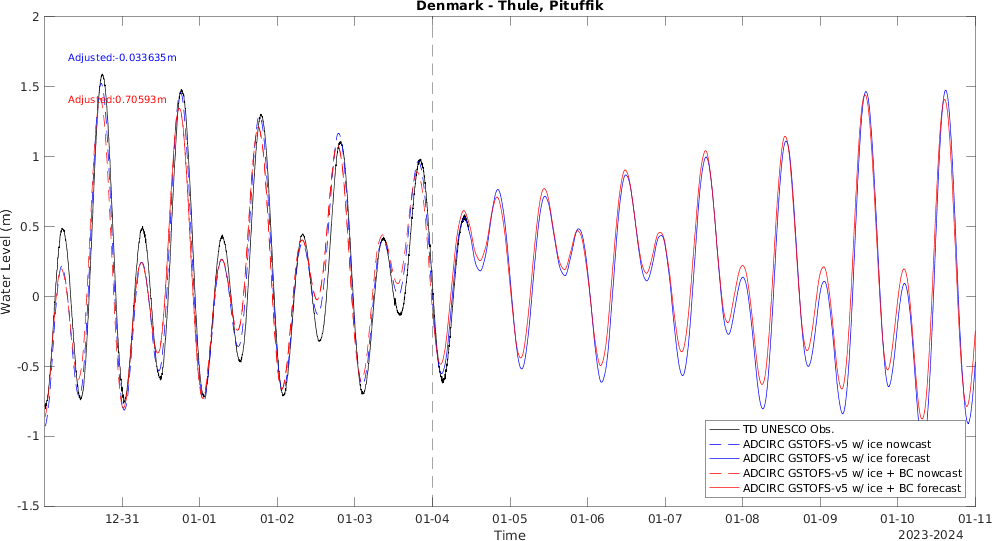 Denmark - Thule, Pituffik
Adjusted:-0.033635m
Adjusted:0.70593m
Water Level (m)
2
1.5
1
0.5
0
-0.5
-1
-1.5
12-31
01-01
01-02
01-03
01-04
01-05
01-06
01-07
01-08
01-09
01-10
01-11
Time
2023-2024
TD UNESCO Obs.
ADCIRC GSTOFS-v5 w/ ice nowcast
ADCIRC GSTOFS-v5 w/ ice forecast
ADCIRC GSTOFS-v5 w/ ice + BC nowcast
ADCIRC GSTOFS-v5 w/ ice + BC forecast